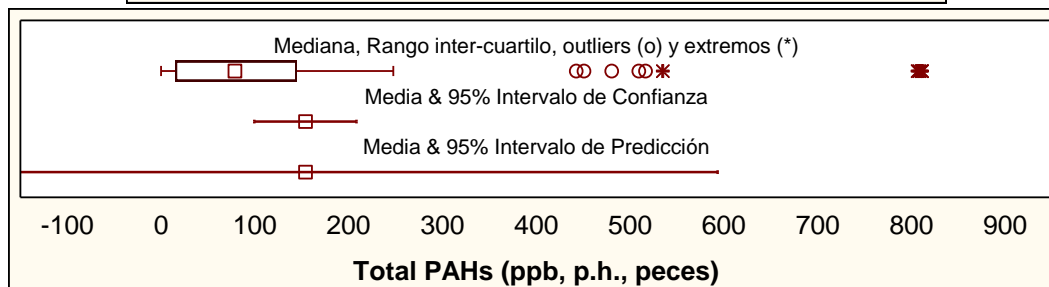 Mediana, Rango inter-cuartilo, outliers (o) y extremos (*)
Media & 95% Intervalo de Confianza
Media & 95% Intervalo de Predicción
-100 0 100 200 300 400 500 600 700 800 900
Total PAHs (ppb, p.h., peces)